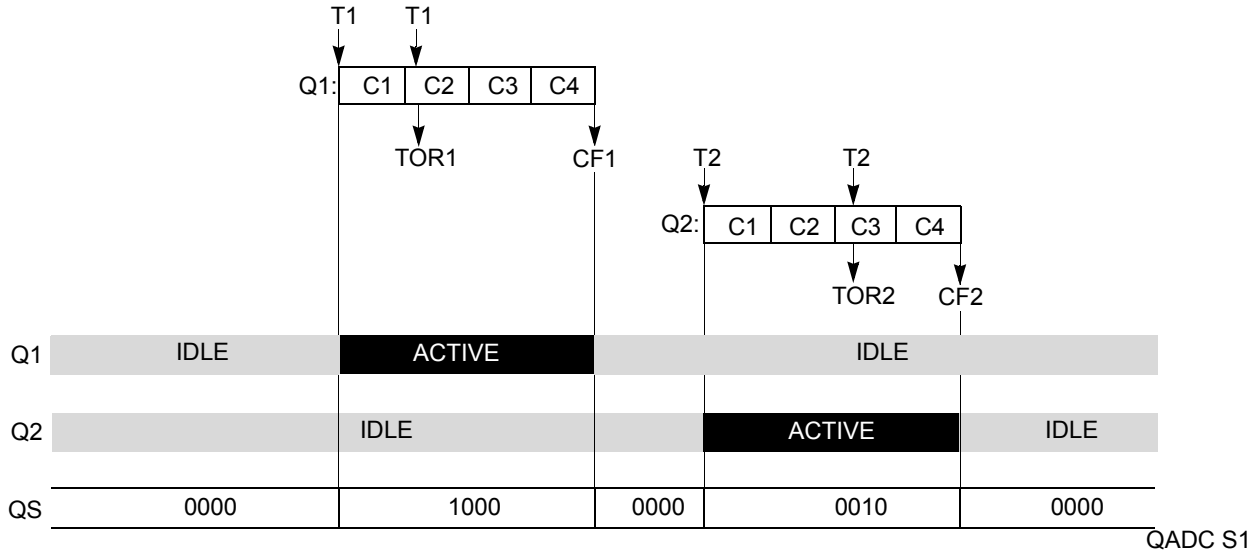 T1 T1
Q1: C1 C2 C3 C4
TOR1 CF1 T2 T2
Q2: C1 C2 C3 C4
TOR2 CF2
Q1 IDLE ACTIVE IDLE
Q2 IDLE ACTIVE IDLE
QS 0000 1000 0000 0010 0000
QADC S1